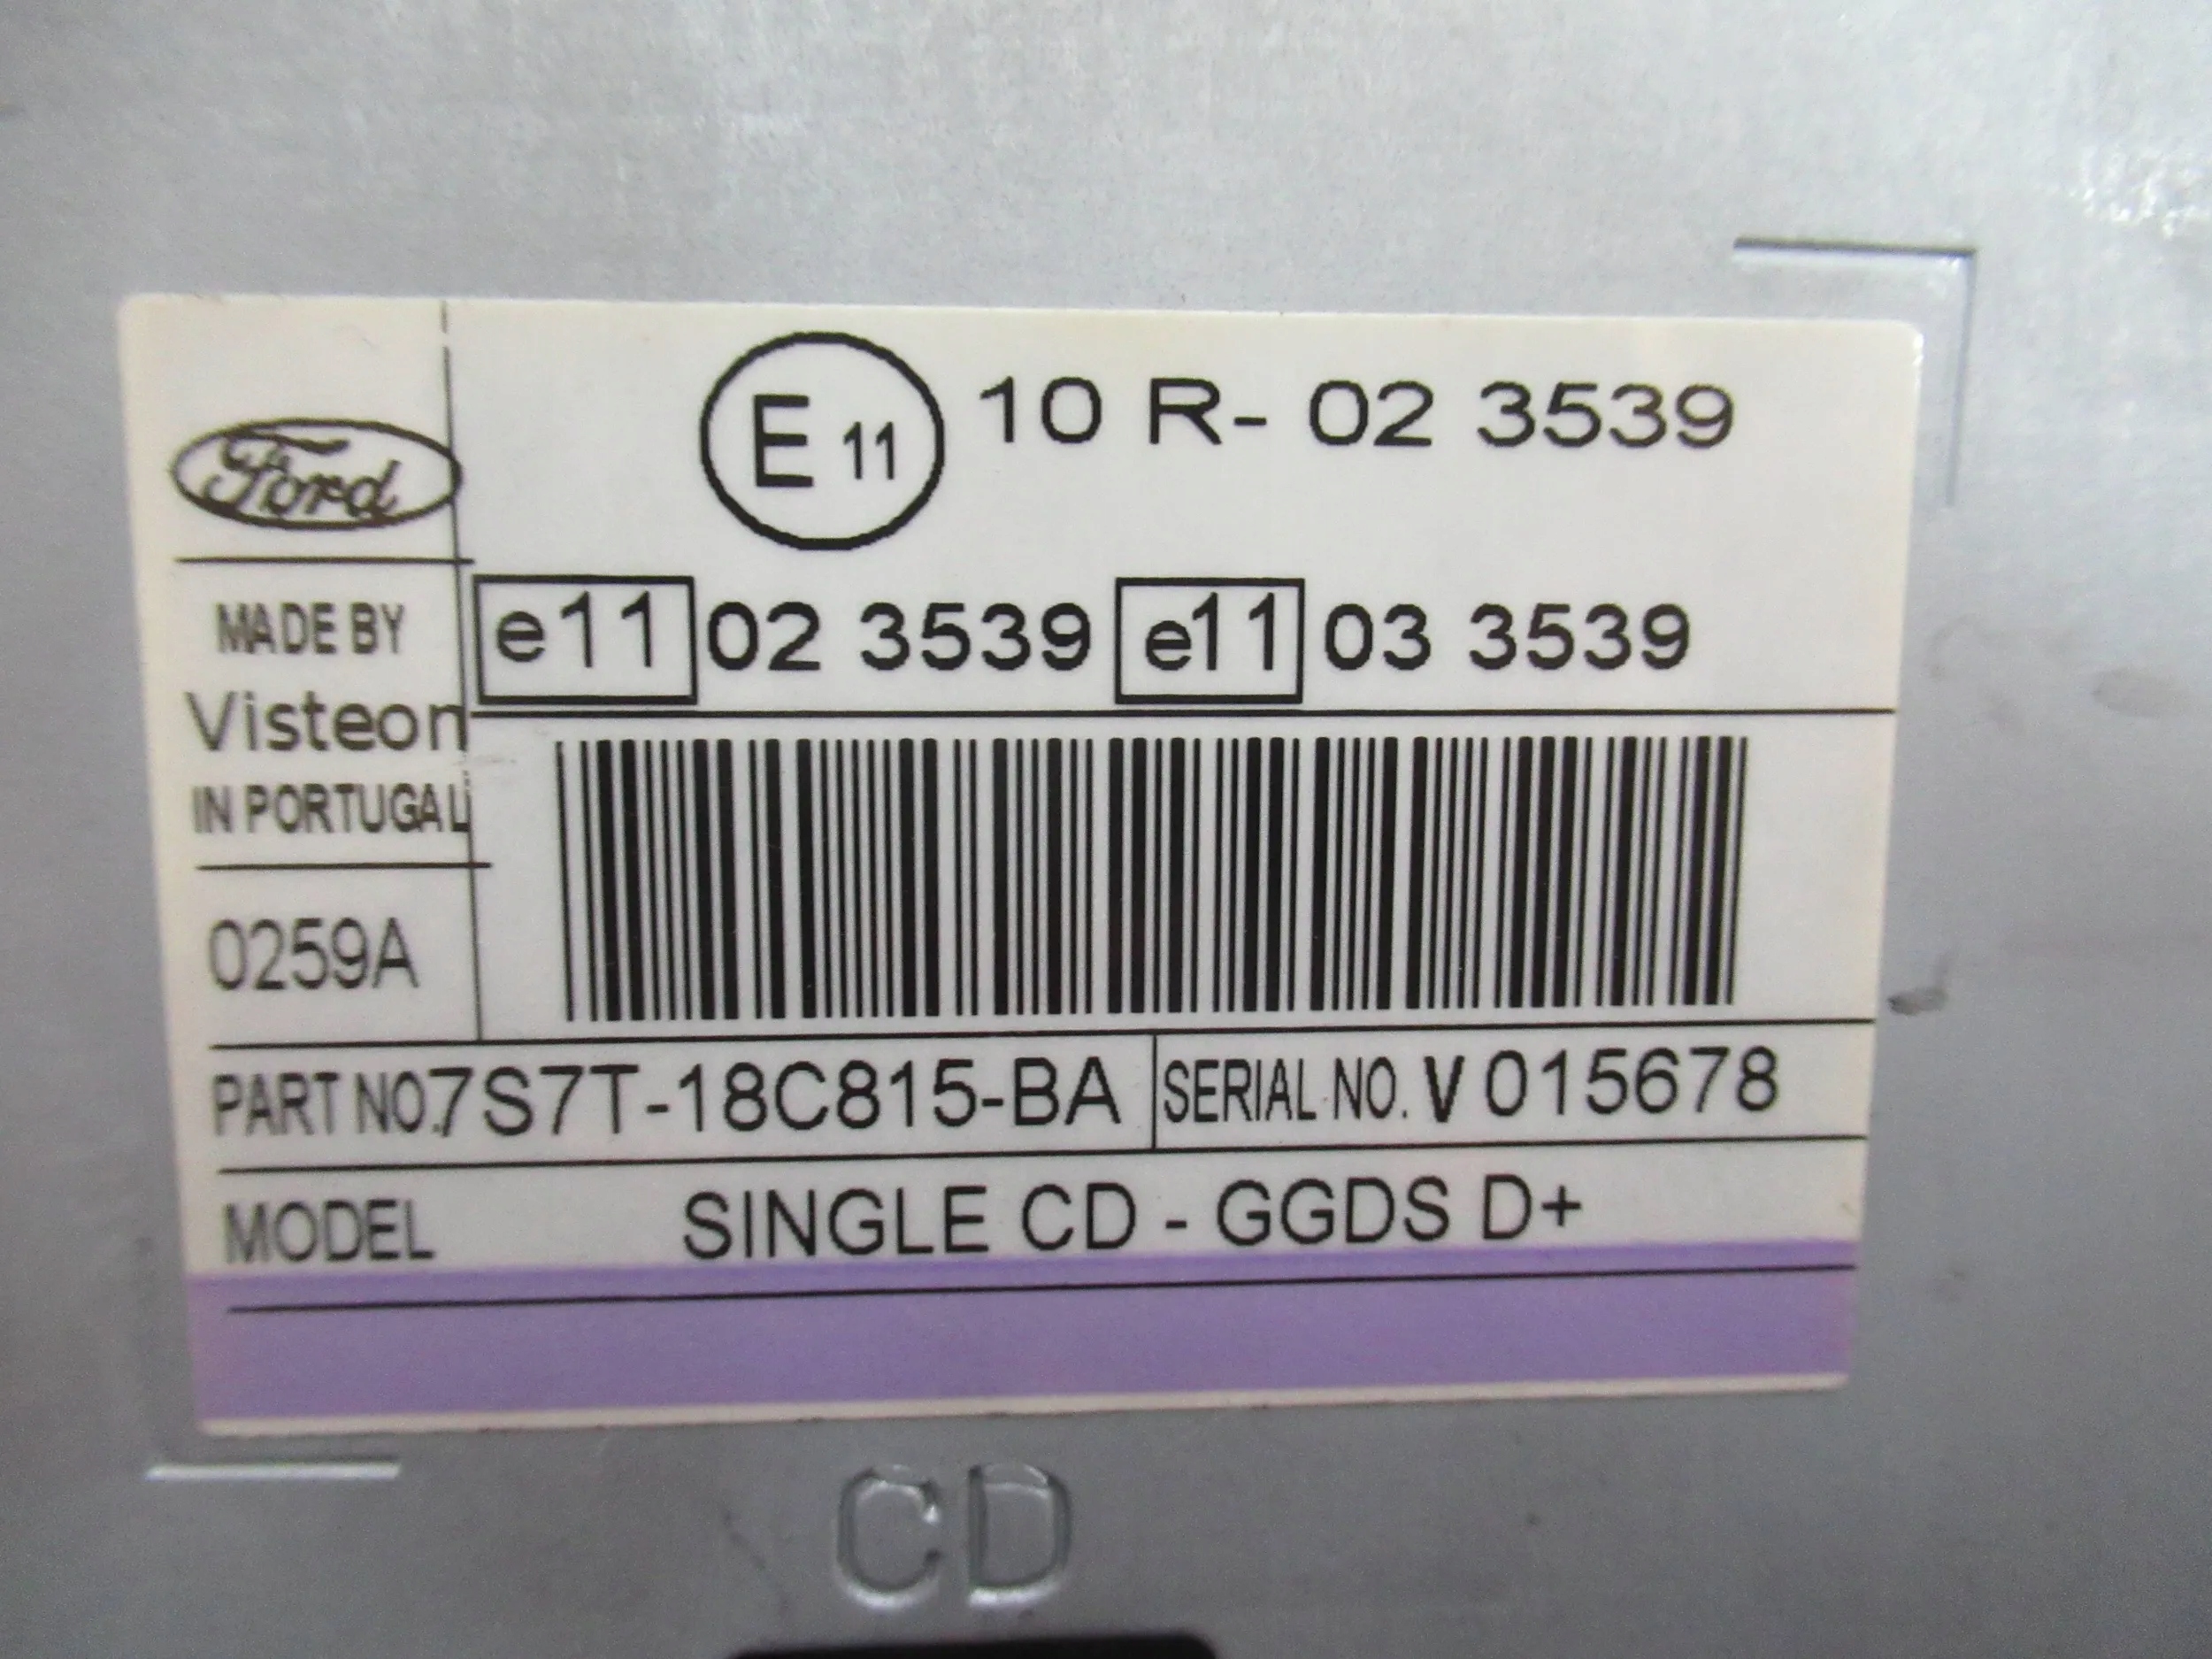 Ford
E 11 10 R- 02 3539
e11 02 3539 e11 03 3539
MADE BY
Visteon
IN PORTUGAL
0259A
PART NO. 7S7T-18C815-BA SERIAL NO. V 015678
MODEL SINGLE CD - GGDS D+
CD